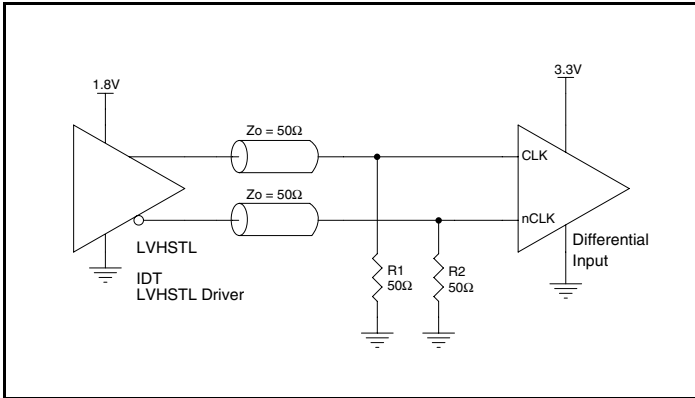 1.8V
3.3V
Zo = 50Ω
CLK
Zo = 50Ω
nCLK
LVHSTL
IDT
LVHSTL Driver
R1
50Ω
R2
50Ω
Differential
Input